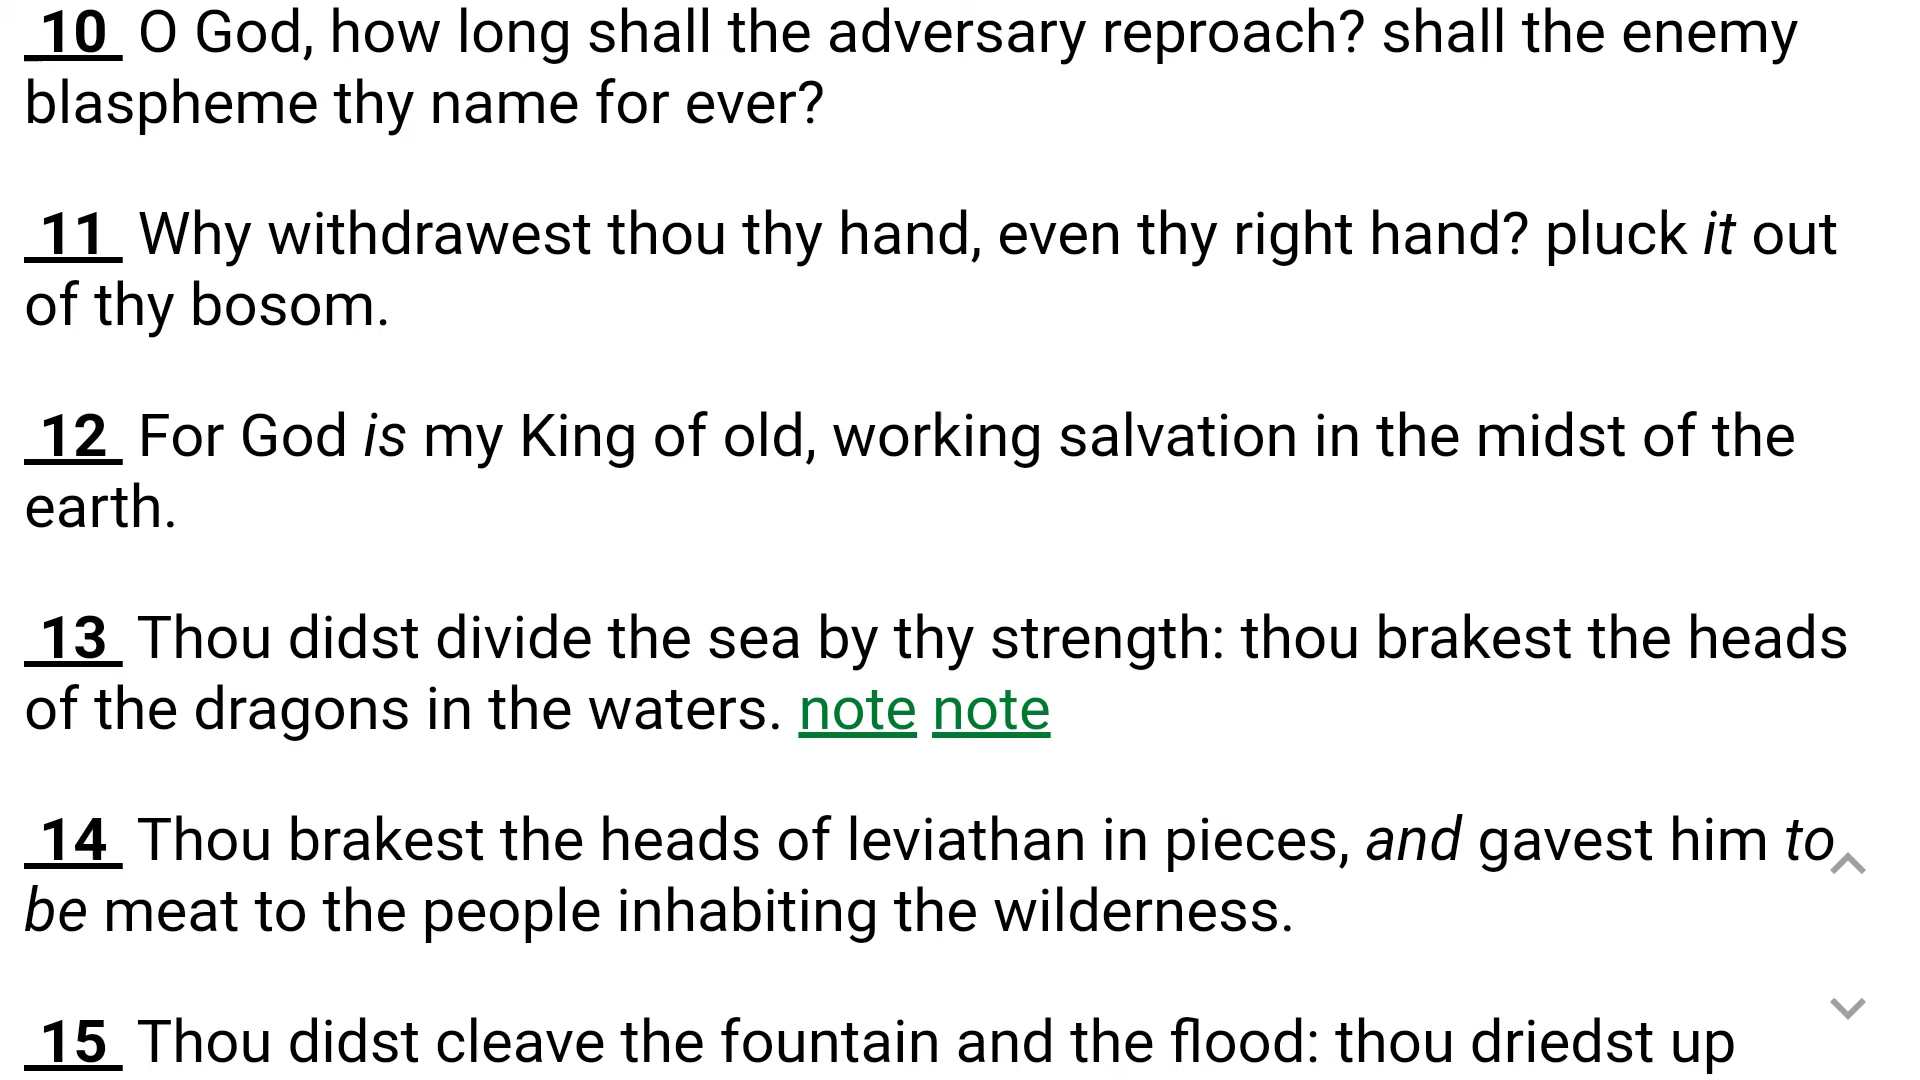 10 O God, how long shall the adversary reproach? shall the enemy
blaspheme thy name for ever?
11 Why withdrawest thou thy hand, even thy right hand? pluck it out
of thy bosom.
12 For God is my King of old, working salvation in the midst of the
earth.
13 Thou didst divide the sea by thy strength: thou brakest the heads
of the dragons in the waters. note note
14 Thou brakest the heads of leviathan in pieces, and gavest him to
be meat to the people inhabiting the wilderness.
15 Thou didst cleave the fountain and the flood: thou driedst up